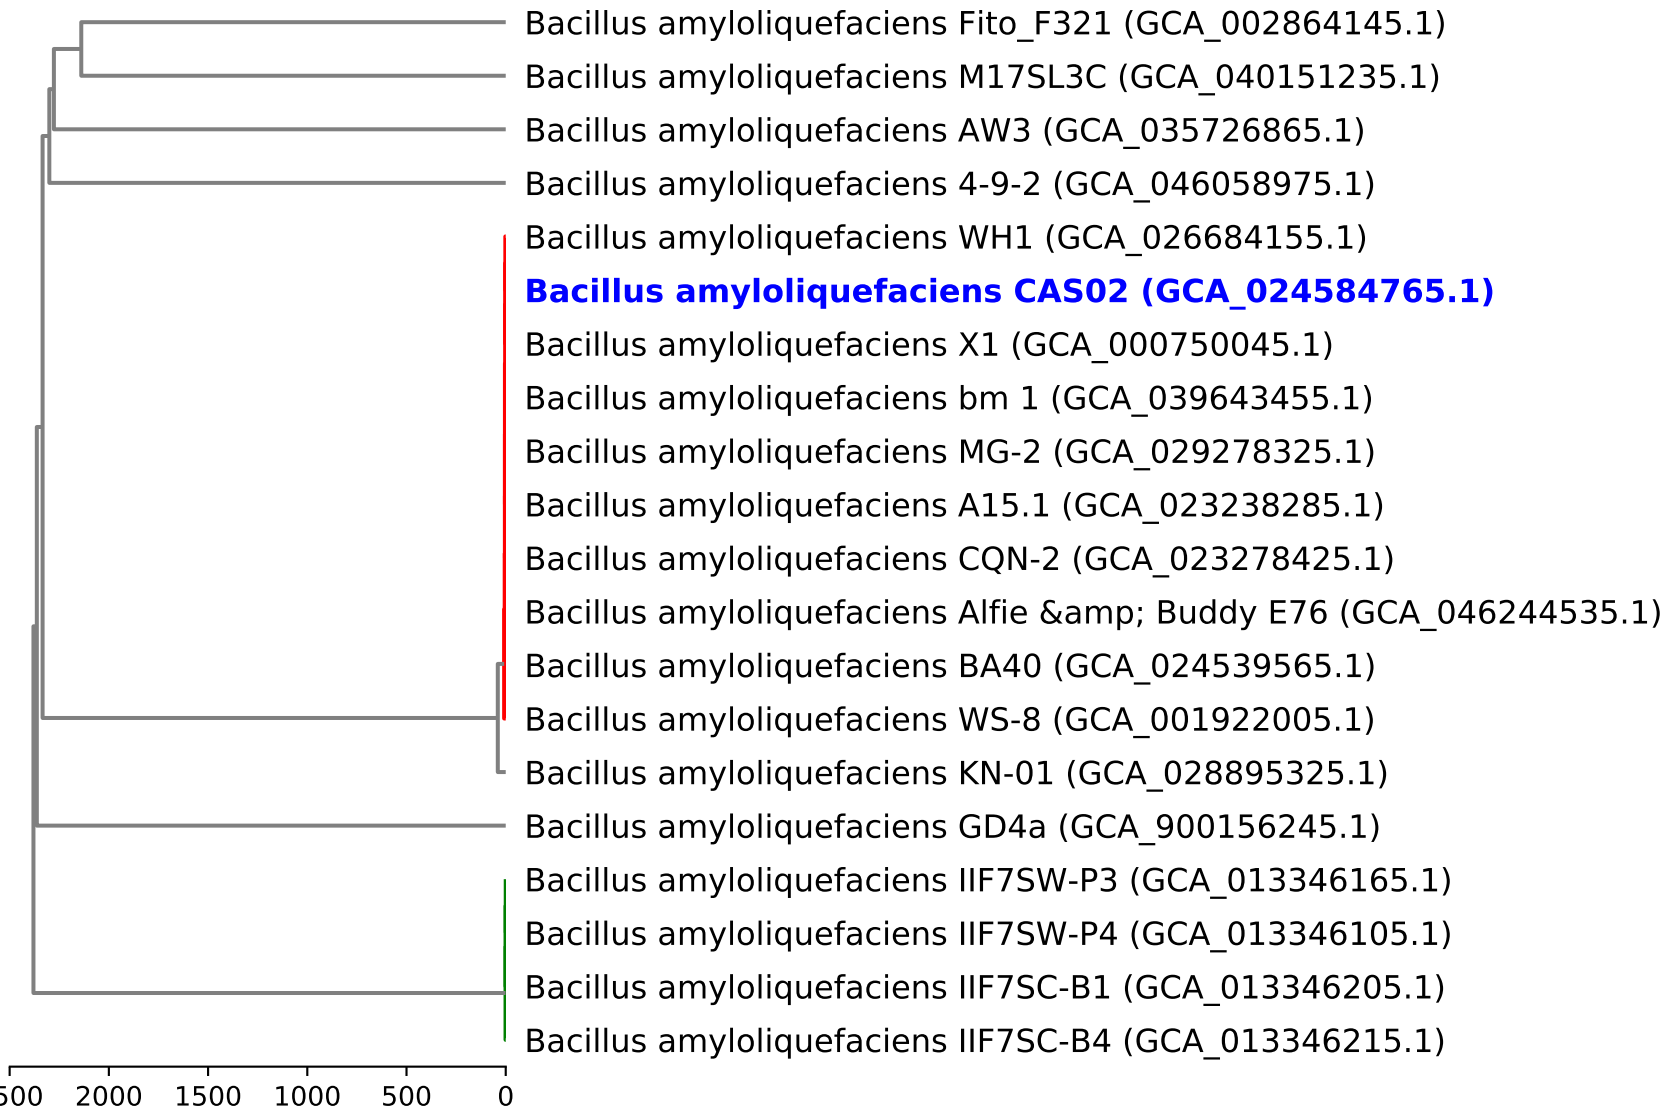 Bacillus amyloliquefaciens Fito_F321 (GCA_002864145.1)
Bacillus amyloliquefaciens M17SL3C (GCA_040151235.1)
Bacillus amyloliquefaciens AW3 (GCA_035726865.1)
Bacillus amyloliquefaciens 4-9-2 (GCA_046058975.1)
Bacillus amyloliquefaciens WH1 (GCA_026684155.1)
Bacillus amyloliquefaciens CAS02 (GCA_024584765.1)
Bacillus amyloliquefaciens X1 (GCA_000750045.1)
Bacillus amyloliquefaciens bm 1 (GCA_039643455.1)
Bacillus amyloliquefaciens MG-2 (GCA_029278325.1)
Bacillus amyloliquefaciens A15.1 (GCA_023238285.1)
Bacillus amyloliquefaciens CQN-2 (GCA_023278425.1)
Bacillus amyloliquefaciens Alfie &amp; Buddy E76 (GCA_046244535.1)
Bacillus amyloliquefaciens BA40 (GCA_024539565.1)
Bacillus amyloliquefaciens WS-8 (GCA_001922005.1)
Bacillus amyloliquefaciens KN-01 (GCA_028895325.1)
Bacillus amyloliquefaciens GD4a (GCA_900156245.1)
Bacillus amyloliquefaciens IIF7SW-P3 (GCA_013346165.1)
Bacillus amyloliquefaciens IIF7SW-P4 (GCA_013346105.1)
Bacillus amyloliquefaciens IIF7SC-B1 (GCA_013346205.1)
Bacillus amyloliquefaciens IIF7SC-B4 (GCA_013346215.1)
2000 1500 1000 500 0